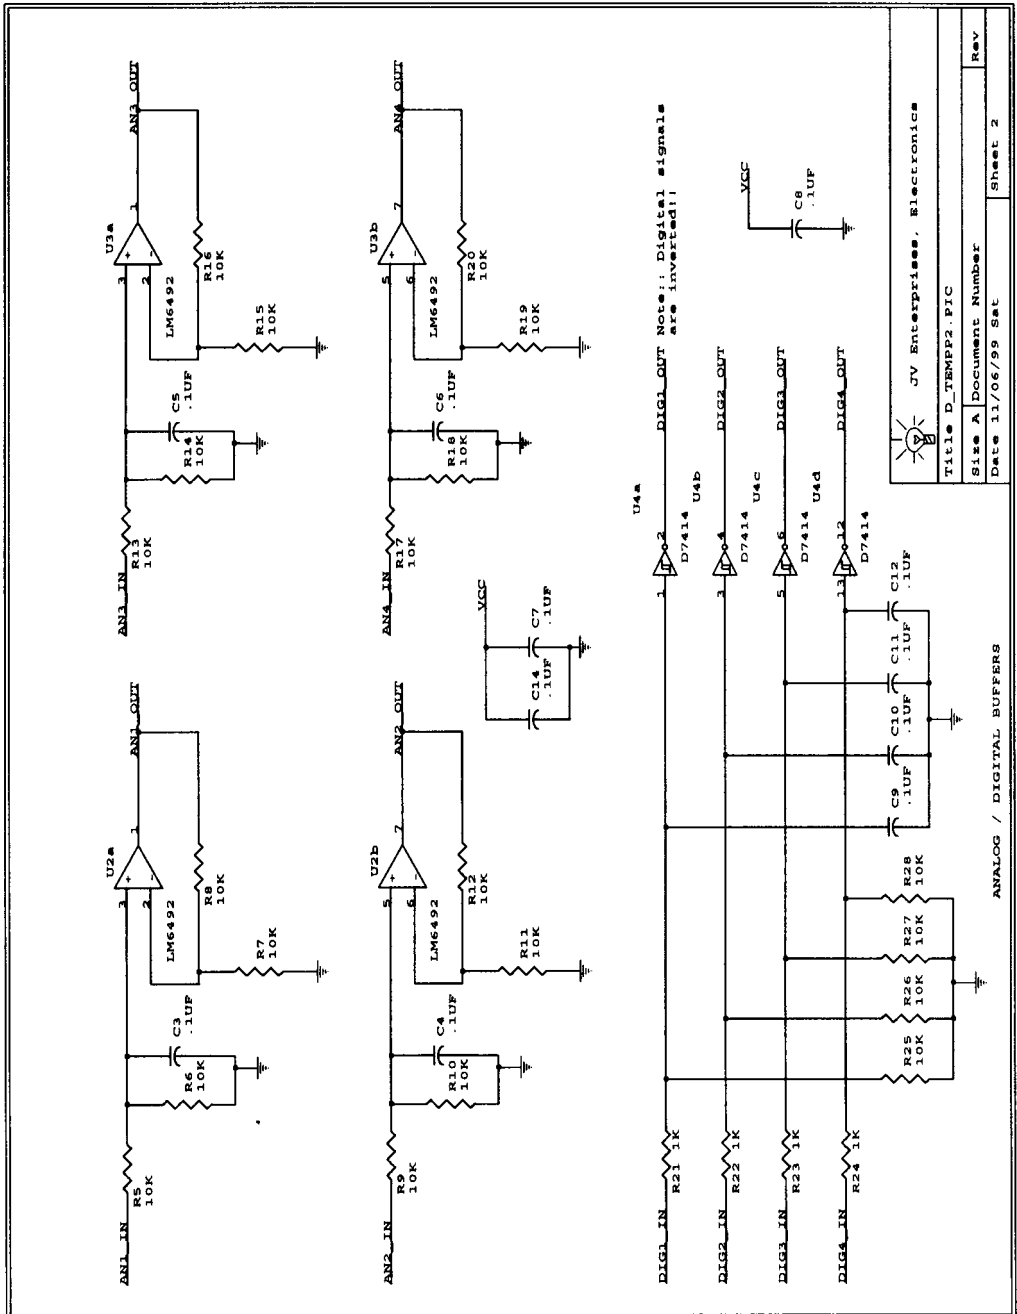 AN1_IN
R5
10K
R6
10K
C3
.1UF
R7
10K
U2a
3
2
+
-
1
LM6492
R8
10K
AN1_OUT
AN3_IN
R13
10K
R14
10K
C5
.1UF
R15
10K
U3a
3
2
+
-
1
LM6492
R16
10K
AN3_OUT
AN2_IN
R9
10K
R10
10K
C4
.1UF
R11
10K
U2b
5
6
+
-
7
LM6492
R12
10K
AN2_OUT
AN4_IN
R17
10K
R18
10K
C6
.1UF
R19
10K
U3b
5
6
+
-
7
LM6492
R20
10K
AN4_OUT
VCC
C14
.1UF
C7
.1UF
DIG1_IN
R21 1K
DIG2_IN
R22 1K
DIG3_IN
R23 1K
DIG4_IN
R24 1K
R25
10K
R26
10K
R27
10K
R28
10K
C9
.1UF
C10
.1UF
C11
.1UF
C12
.1UF
U4a
1
2
D7414
DIG1_OUT
U4b
3
4
D7414
DIG2_OUT
U4c
5
6
D7414
DIG3_OUT
U4d
13
12
D7414
DIG4_OUT
Note:: Digital signals
are inverted!!
VCC
C8
.1UF
ANALOG / DIGITAL BUFFERS
JV Enterprises, Electronics
Title D_TEMPP2.PIC
Size A Document Number Rev
Date 11/06/99 Sat Sheet 2